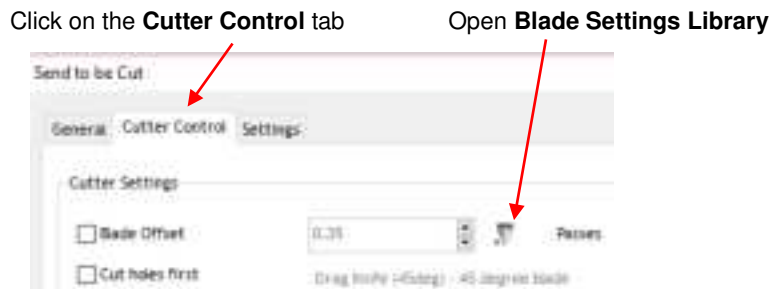 Click on the Cutter Control tab
Open Blade Settings Library
Send to be Cut
General Cutter Control Settings
Cutter Settings
Blade Offset 0.35 Passes
Cut holes first Drag Knife (45deg) - 45 degree blade